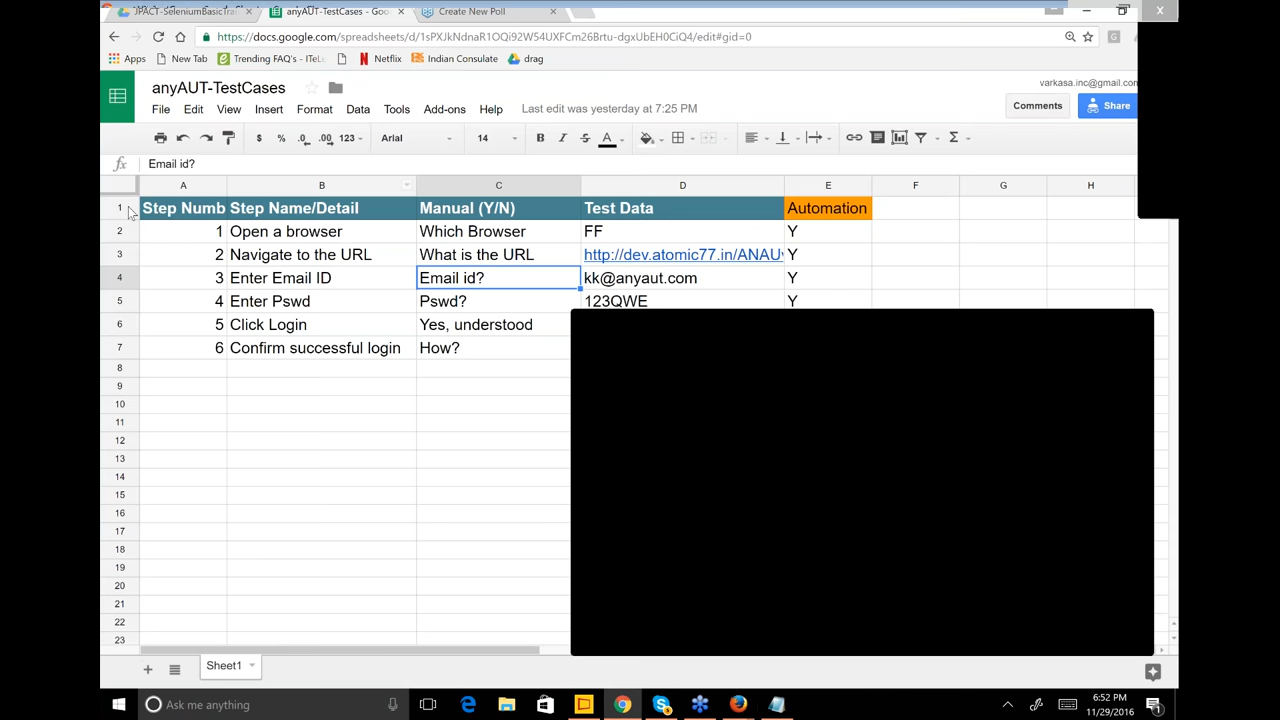 JPACT-SeleniumBasicTra
anyAUT-TestCases - Goo
Create New Poll
https://docs.google.com/spreadsheets/d/1sPXJkNdnaR1OQi92W54UXFCm26Brtu-dgxUbEH0CiQ4/edit#gid=0
Apps New Tab Trending FAQ's - ITeL Netflix Indian Consulate drag
anyAUT-TestCases
varkasa.inc@gmail.com
File Edit View Insert Format Data Tools Add-ons Help Last edit was yesterday at 7:25 PM
Comments Share
$ % .0 .00 123 Arial 14 B I S A
fx Email id?
A B C D E F G H
1 Step Numb Step Name/Detail Manual (Y/N) Test Data Automation
2 1 Open a browser Which Browser FF Y
3 2 Navigate to the URL What is the URL http://dev.atomic77.in/ANAU Y
4 3 Enter Email ID Email id? kk@anyaut.com Y
5 4 Enter Pswd Pswd? 123QWE Y
6 5 Click Login Yes, understood
7 6 Confirm successful login How?
8
9
10
11
12
13
14
15
16
17
18
19
20
21
22
23
Sheet1
Ask me anything
6:52 PM
11/29/2016